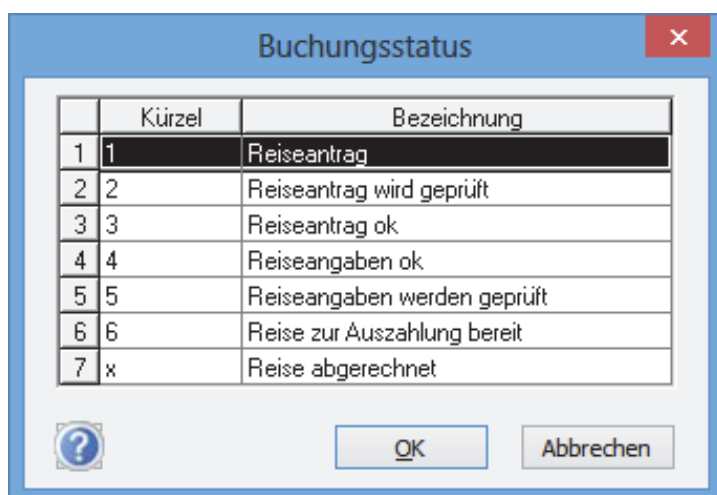 Buchungsstatus
Kürzel Bezeichnung
1 1 Reiseantrag
2 2 Reiseantrag wird geprüft
3 3 Reiseantrag ok
4 4 Reiseangaben ok
5 5 Reiseangaben werden geprüft
6 6 Reise zur Auszahlung bereit
7 x Reise abgerechnet
? OK Abbrechen